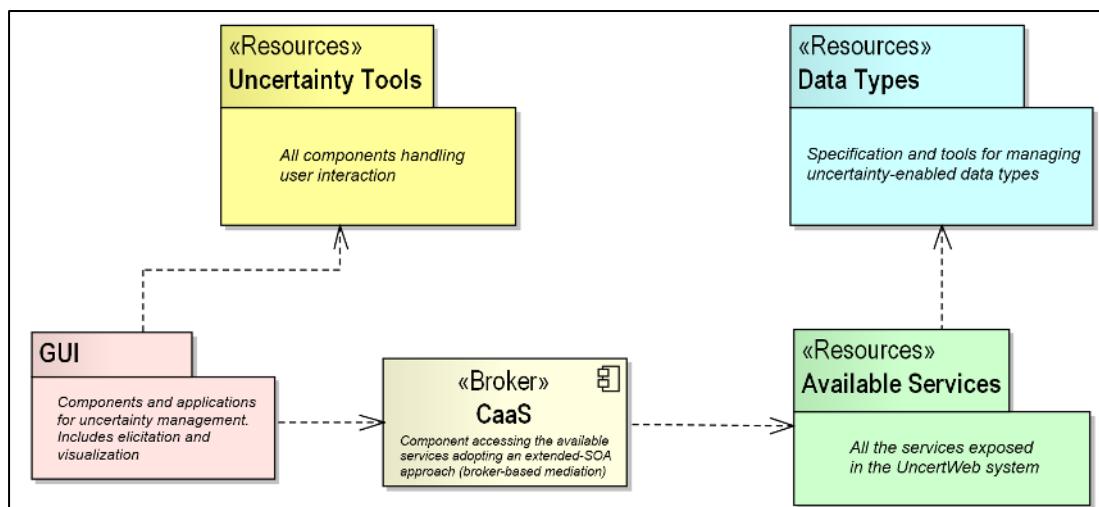 «Resources»
Uncertainty Tools
All components handling
user interaction
«Resources»
Data Types
Specification and tools for managing
uncertainty-enabled data types
GUI
Components and applications
for uncertainty management.
Includes elicitation and
visualization
«Broker»
CaaS
Component accessing the available
services adopting an extended-SOA
approach (broker-based mediation)
«Resources»
Available Services
All the services exposed
in the UncertWeb system